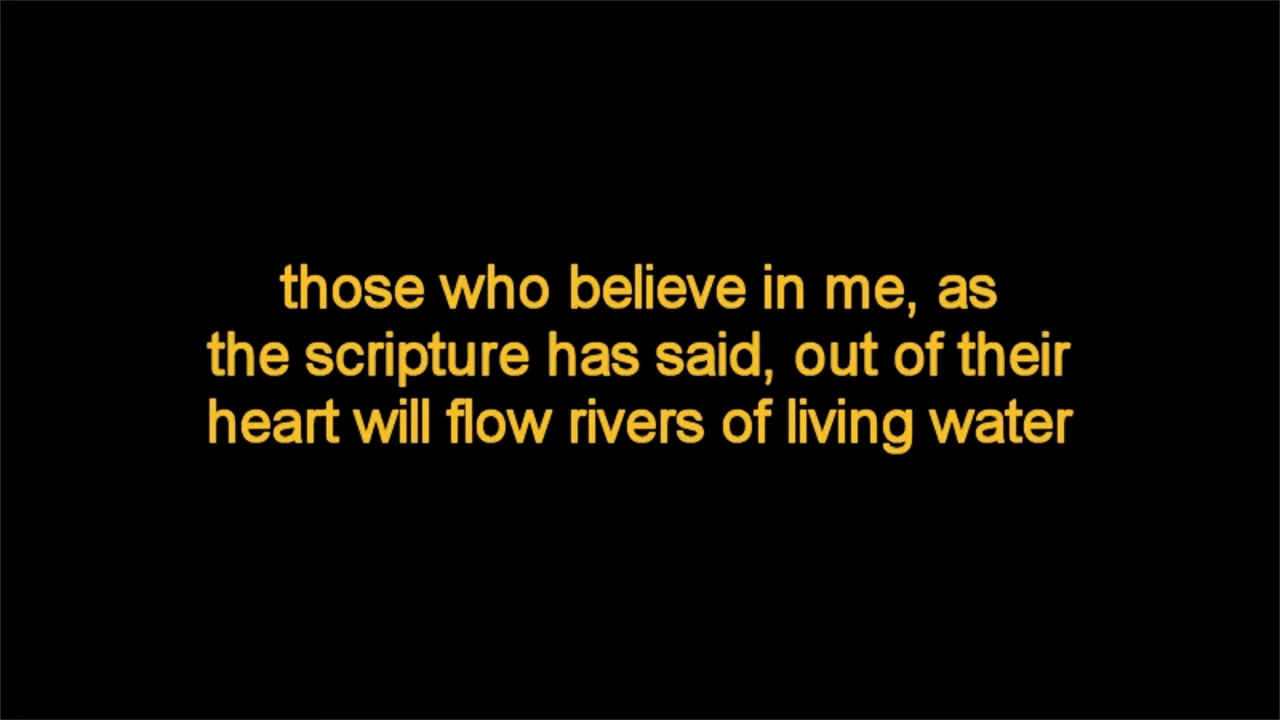 those who believe in me, as
the scripture has said, out of their
heart will flow rivers of living water